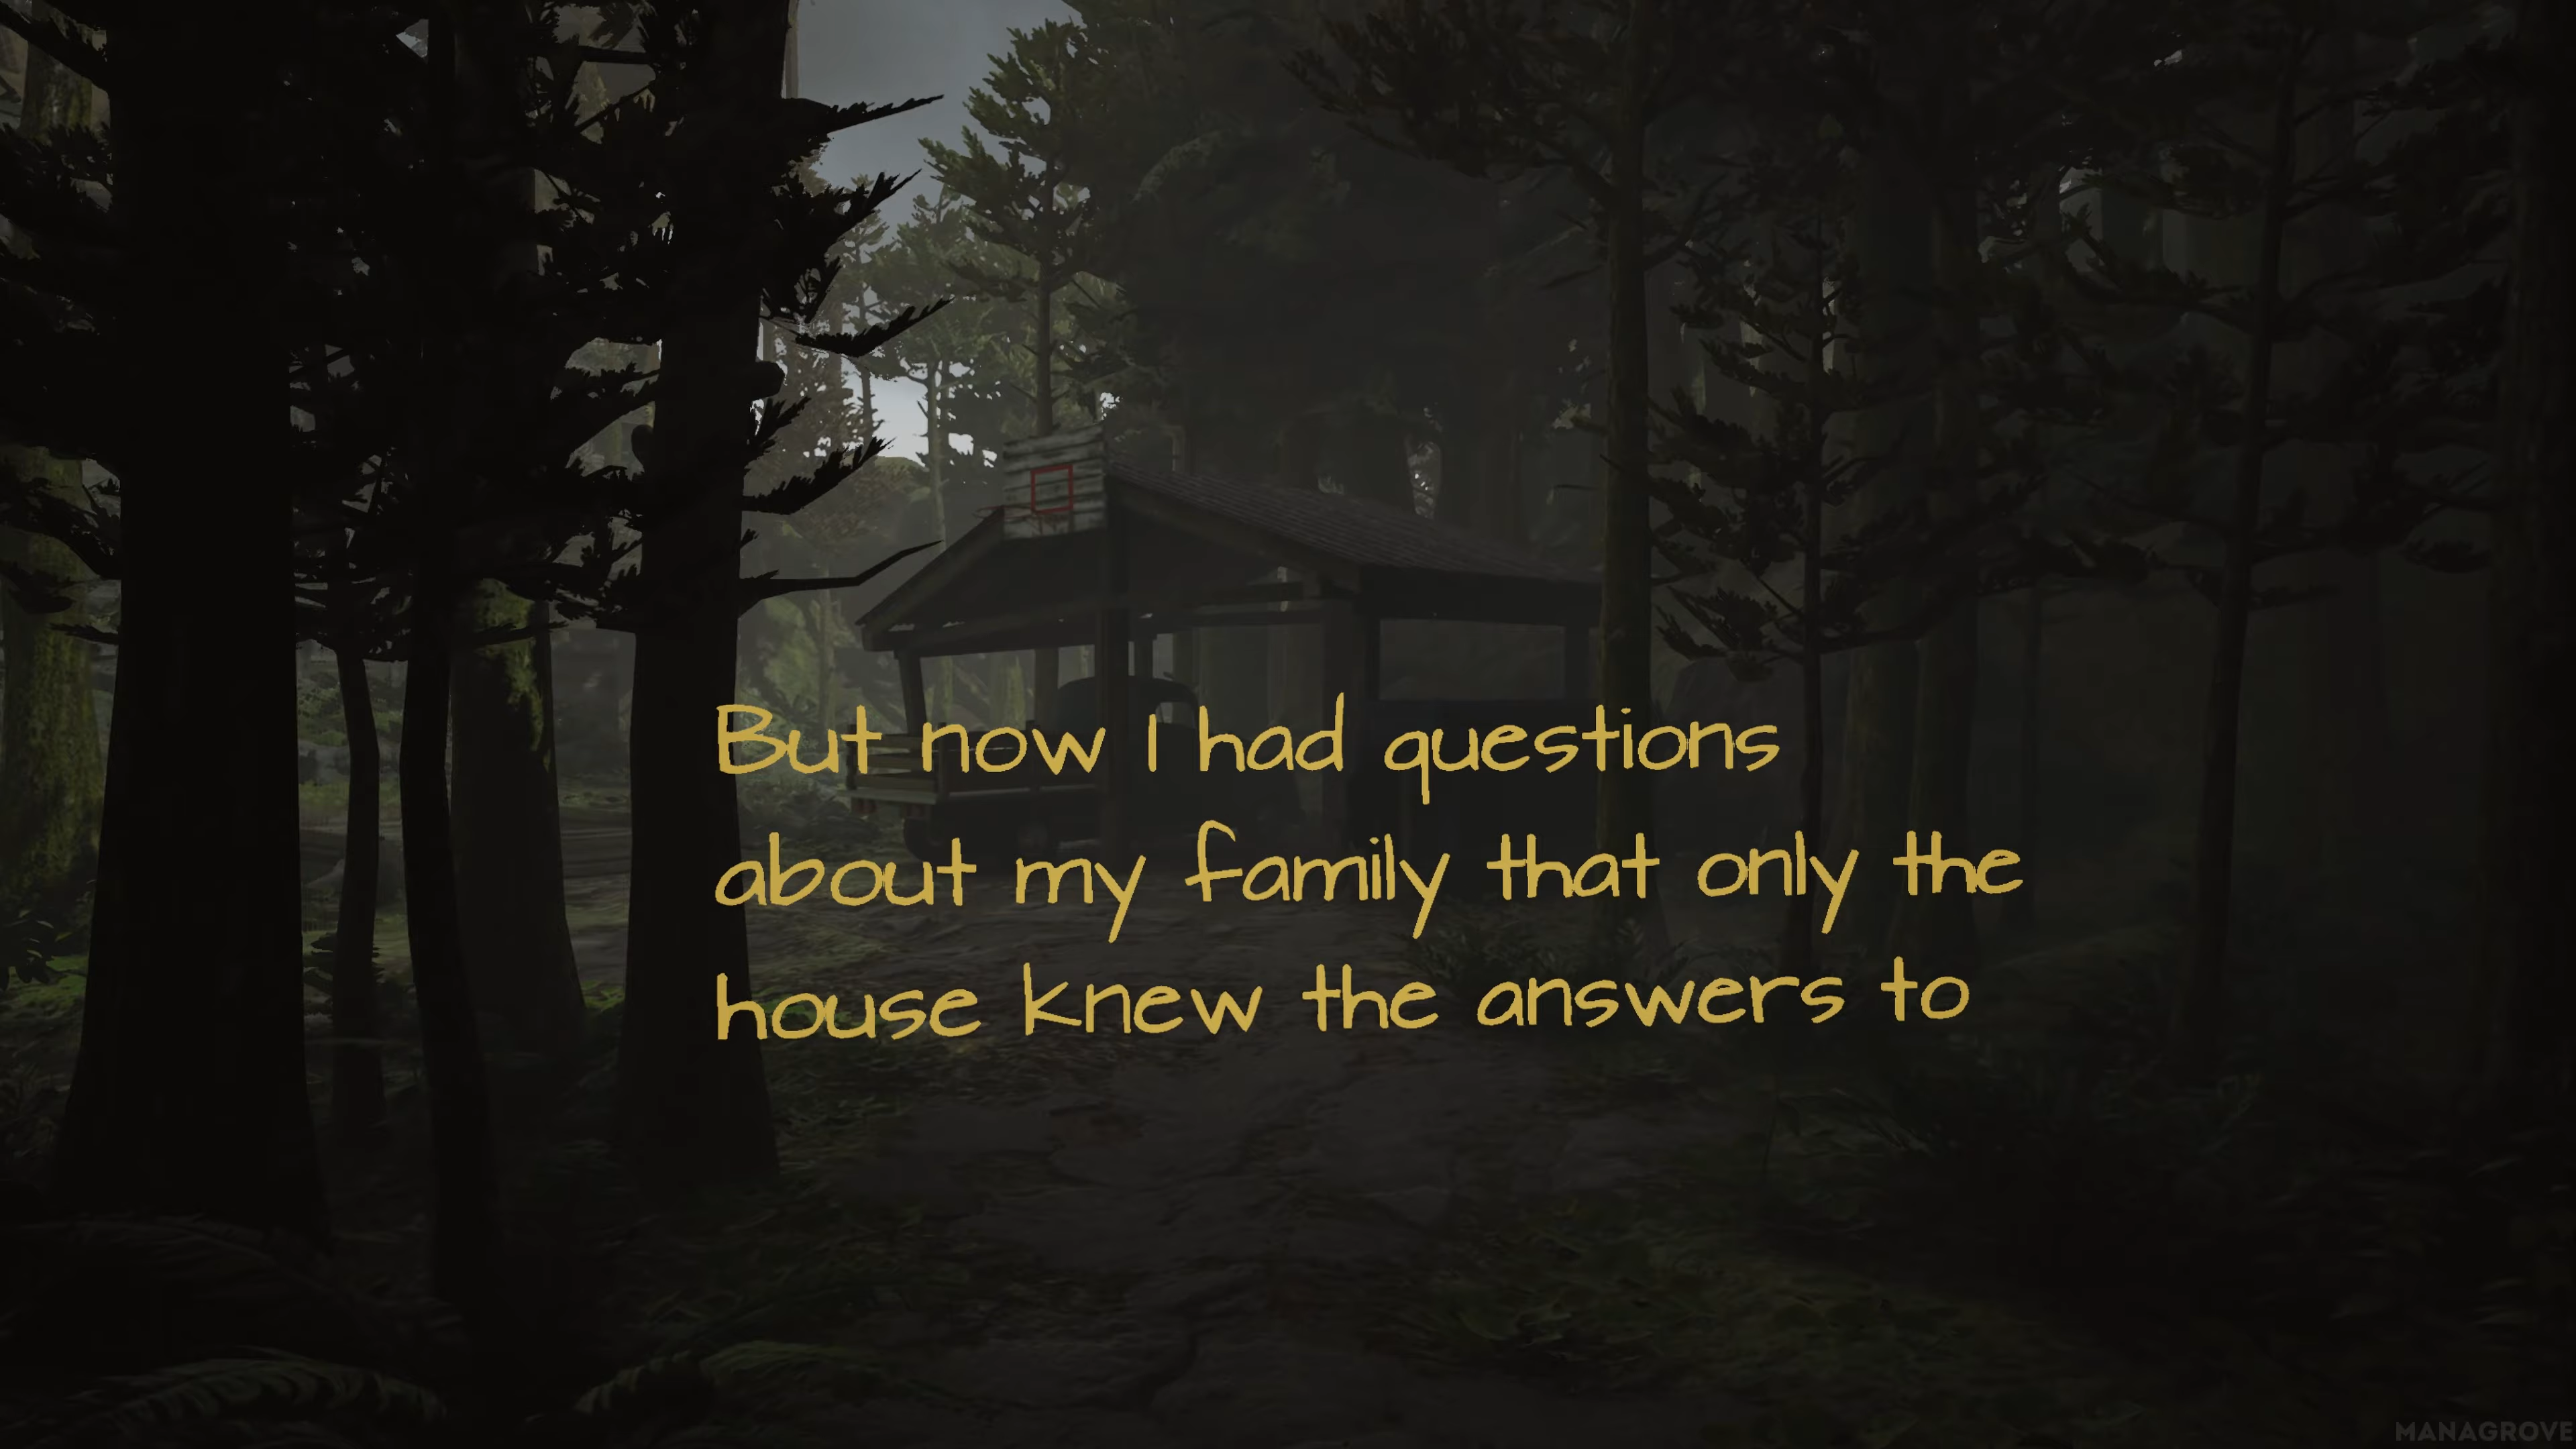 But now I had questions
about my family that only the
house knew the answers to
MANAGROVE